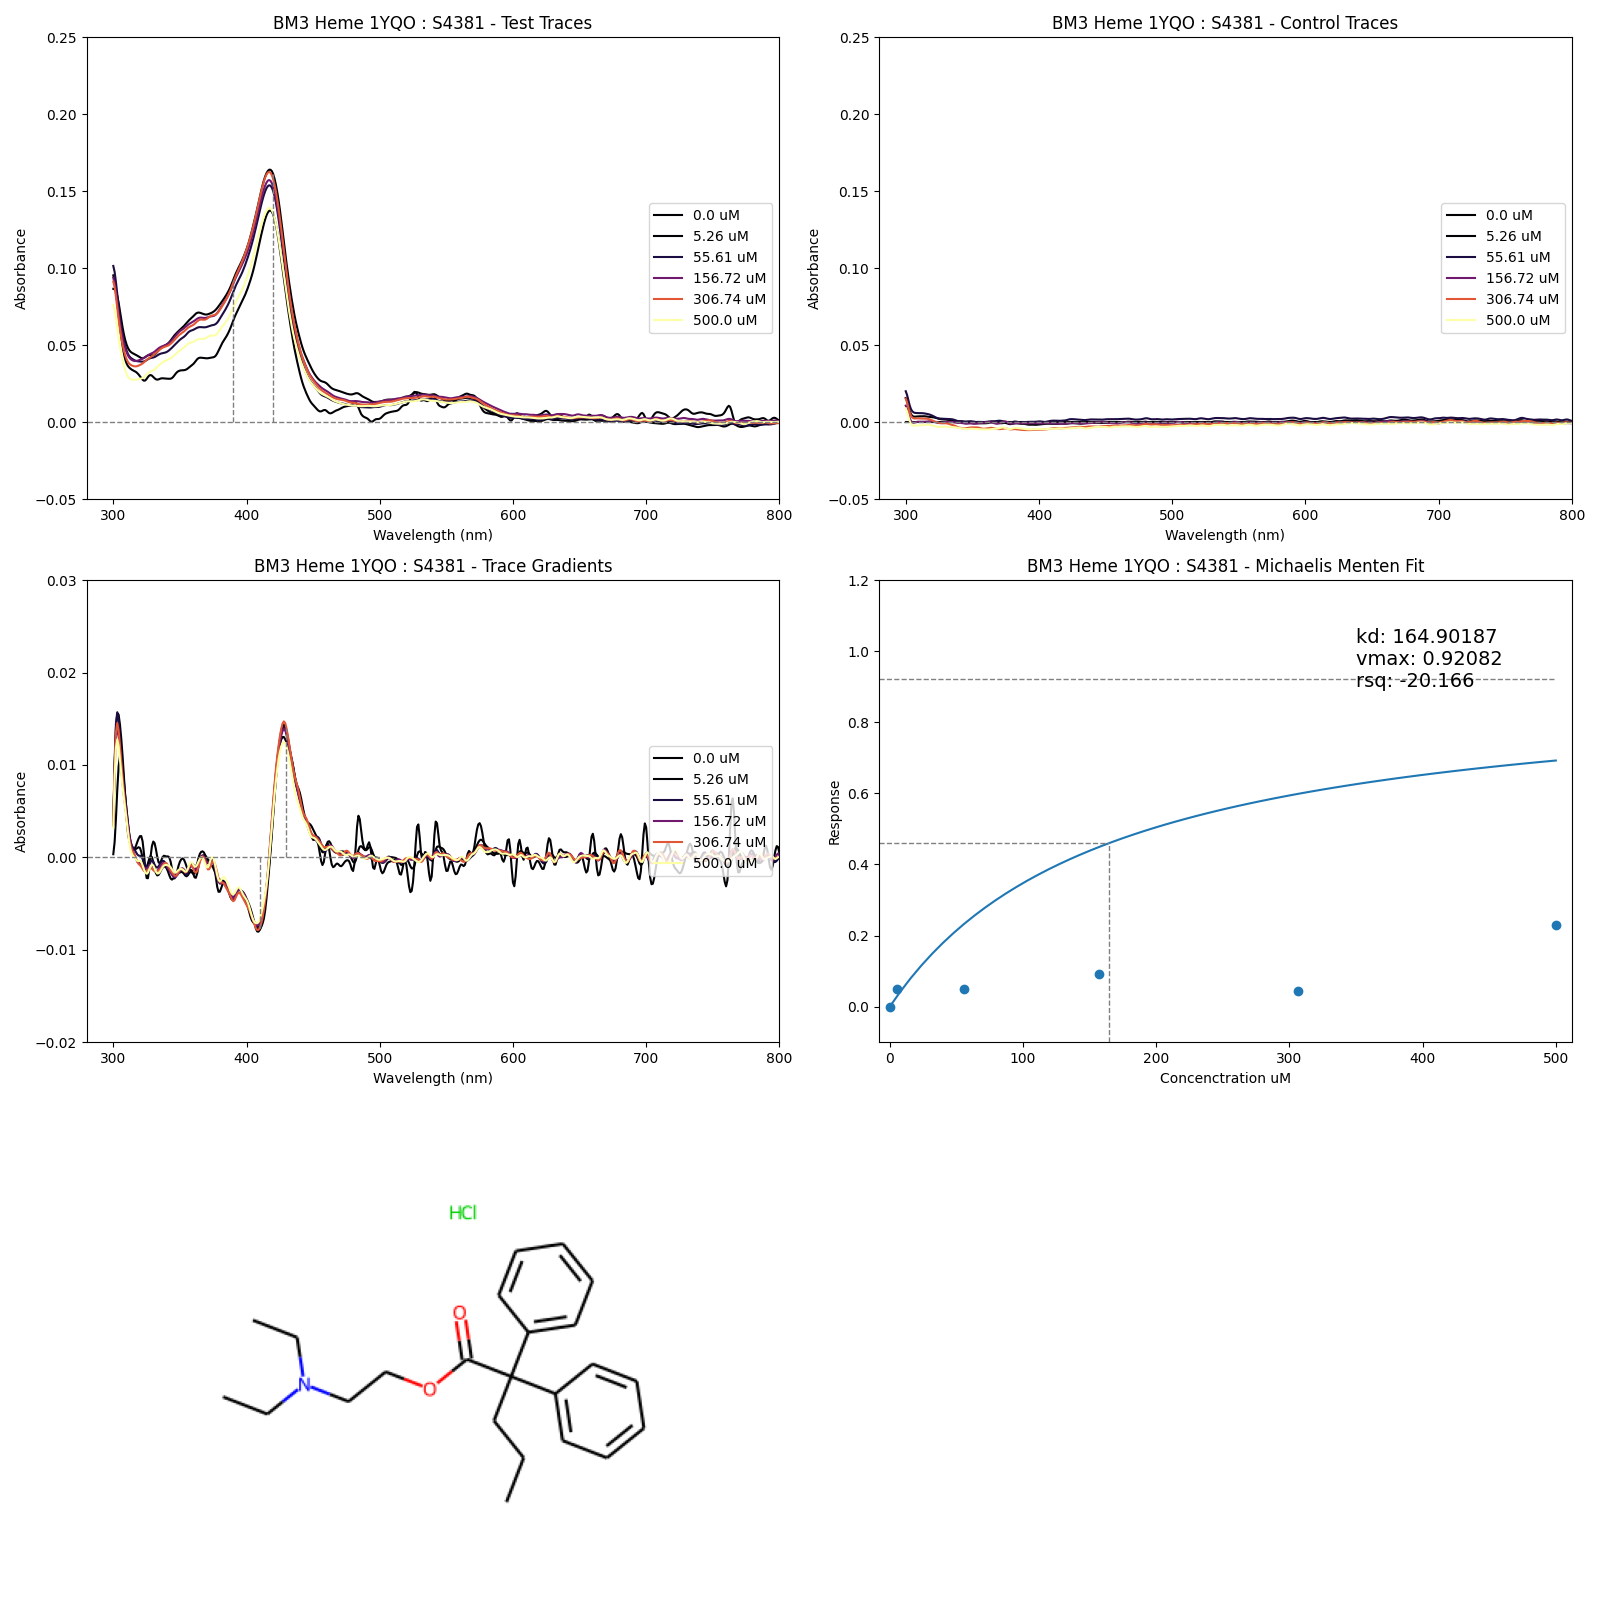 BM3 Heme 1YQO : S4381 - Test Traces
0.25
0.20
0.15
0.10
0.05
0.00
−0.05
Absorbance
300
400
500
600
700
800
Wavelength (nm)
0.0 uM
5.26 uM
55.61 uM
156.72 uM
306.74 uM
500.0 uM
BM3 Heme 1YQO : S4381 - Control Traces
0.25
0.20
0.15
0.10
0.05
0.00
−0.05
Absorbance
300
400
500
600
700
800
Wavelength (nm)
0.0 uM
5.26 uM
55.61 uM
156.72 uM
306.74 uM
500.0 uM
BM3 Heme 1YQO : S4381 - Trace Gradients
0.03
0.02
0.01
0.00
−0.01
−0.02
Absorbance
300
400
500
600
700
800
Wavelength (nm)
0.0 uM
5.26 uM
55.61 uM
156.72 uM
306.74 uM
500.0 uM
BM3 Heme 1YQO : S4381 - Michaelis Menten Fit
1.2
1.0
0.8
0.6
0.4
0.2
0.0
Response
kd: 164.90187
vmax: 0.92082
rsq: -20.166
0
100
200
300
400
500
Concenctration uM
HCl
O
N
O